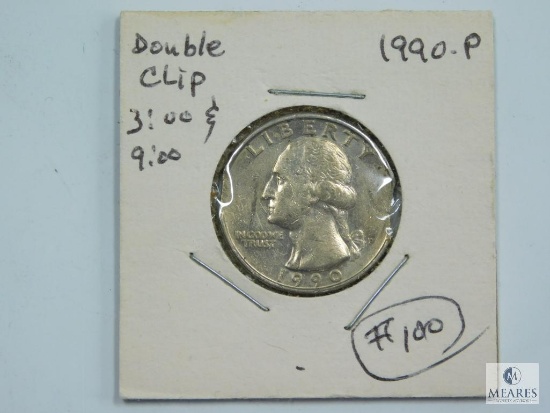 Double
Clip
3:00 &
9:00
1990-P
LIBERTY
IN GOD WE
TRUST
P
1990
#100
M
MEARES